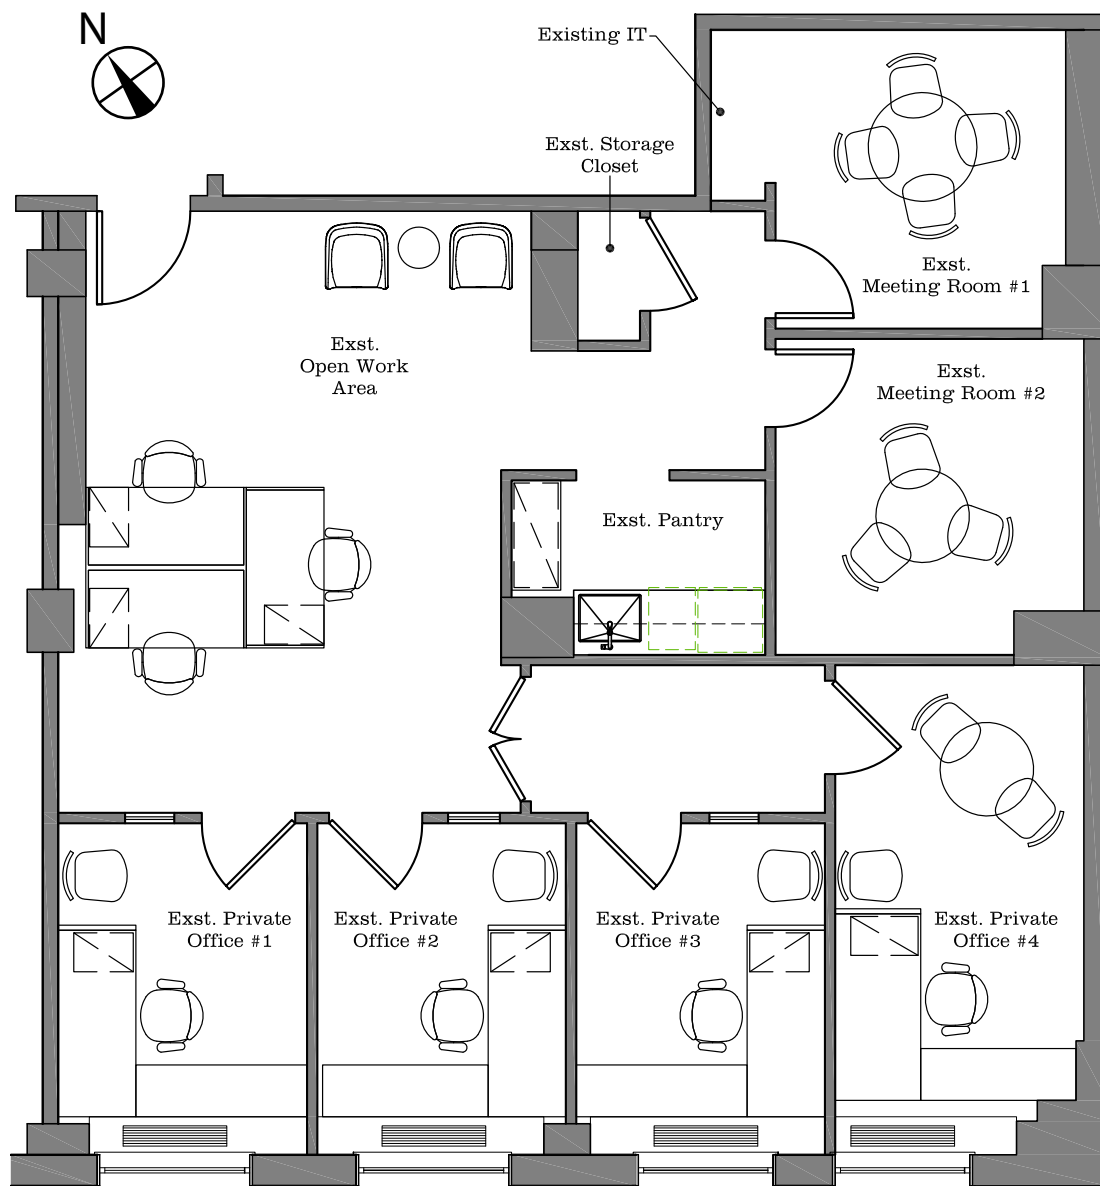 N
Existing IT
Exst. Storage
Closet
Exst.
Meeting Room #1
Exst.
Open Work
Area
Exst.
Meeting Room #2
Exst. Pantry
Exst. Private
Office #1
Exst. Private
Office #2
Exst. Private
Office #3
Exst. Private
Office #4